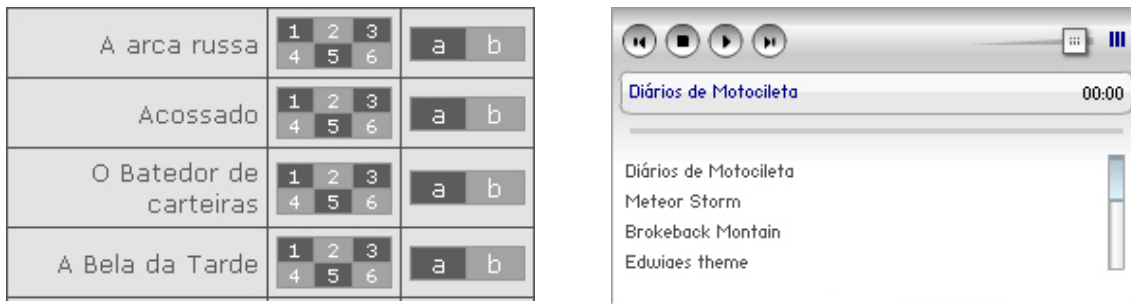 A arca russa
1 2 3
4 5 6
a b
Acossado
1 2 3
4 5 6
a b
O Batedor de
carteiras
1 2 3
4 5 6
a b
A Bela da Tarde
1 2 3
4 5 6
a b
Diários de Motocileta 00:00
Diários de Motocileta
Meteor Storm
Brokeback Montain
Edwiges theme